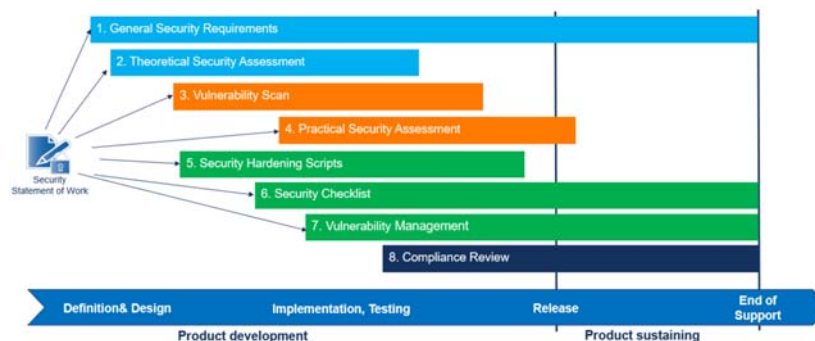 1. General Security Requirements
2. Theoretical Security Assessment
3. Vulnerability Scan
4. Practical Security Assessment
Security
Statement of Work
5. Security Hardening Scripts
6. Security Checklist
7. Vulnerability Management
8. Compliance Review
Definition& Design
Implementation, Testing
Release
End of
Support
Product development
Product sustaining